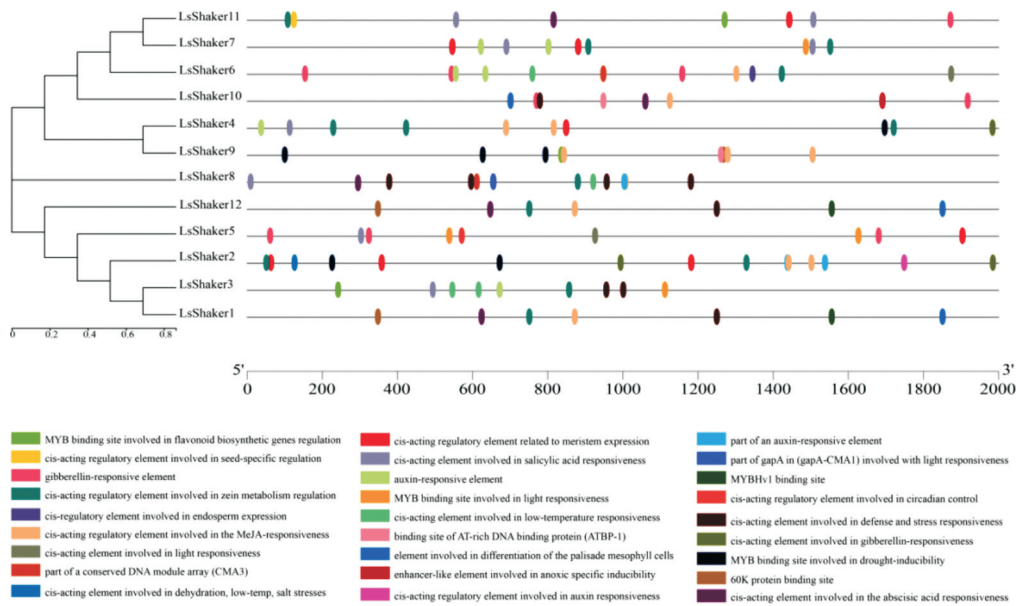 LsShaker11
LsShaker7
LsShaker6
LsShaker10
LsShaker4
LsShaker9
LsShaker8
LsShaker12
LsShaker5
LsShaker2
LsShaker3
LsShaker1
0 0.2 0.4 0.6 0.8
5' 3'
0 200 400 600 800 1000 1200 1400 1600 1800 2000
MYB binding site involved in flavonoid biosynthetic genes regulation
cis-acting regulatory element involved in seed-specific regulation
gibberellin-responsive element
cis-acting regulatory element involved in zein metabolism regulation
cis-regulatory element involved in endosperm expression
cis-acting regulatory element involved in the MeJA-responsiveness
cis-acting element involved in light responsiveness
part of a conserved DNA module array (CMA3)
cis-acting element involved in dehydration, low-temp, salt stresses
cis-acting regulatory element related to meristem expression
cis-acting element involved in salicylic acid responsiveness
auxin-responsive element
MYB binding site involved in light responsiveness
cis-acting element involved in low-temperature responsiveness
binding site of AT-rich DNA binding protein (ATBP-1)
element involved in differentiation of the palisade mesophyll cells
enhancer-like element involved in anoxic specific inducibility
cis-acting regulatory element involved in auxin responsiveness
part of an auxin-responsive element
part of gapA in (gapA-CMA1) involved with light responsiveness
MYBHv1 binding site
cis-acting regulatory element involved in circadian control
cis-acting element involved in defense and stress responsiveness
cis-acting element involved in gibberellin-responsiveness
MYB binding site involved in drought-inducibility
60K protein binding site
cis-acting element involved in the abscisic acid responsiveness